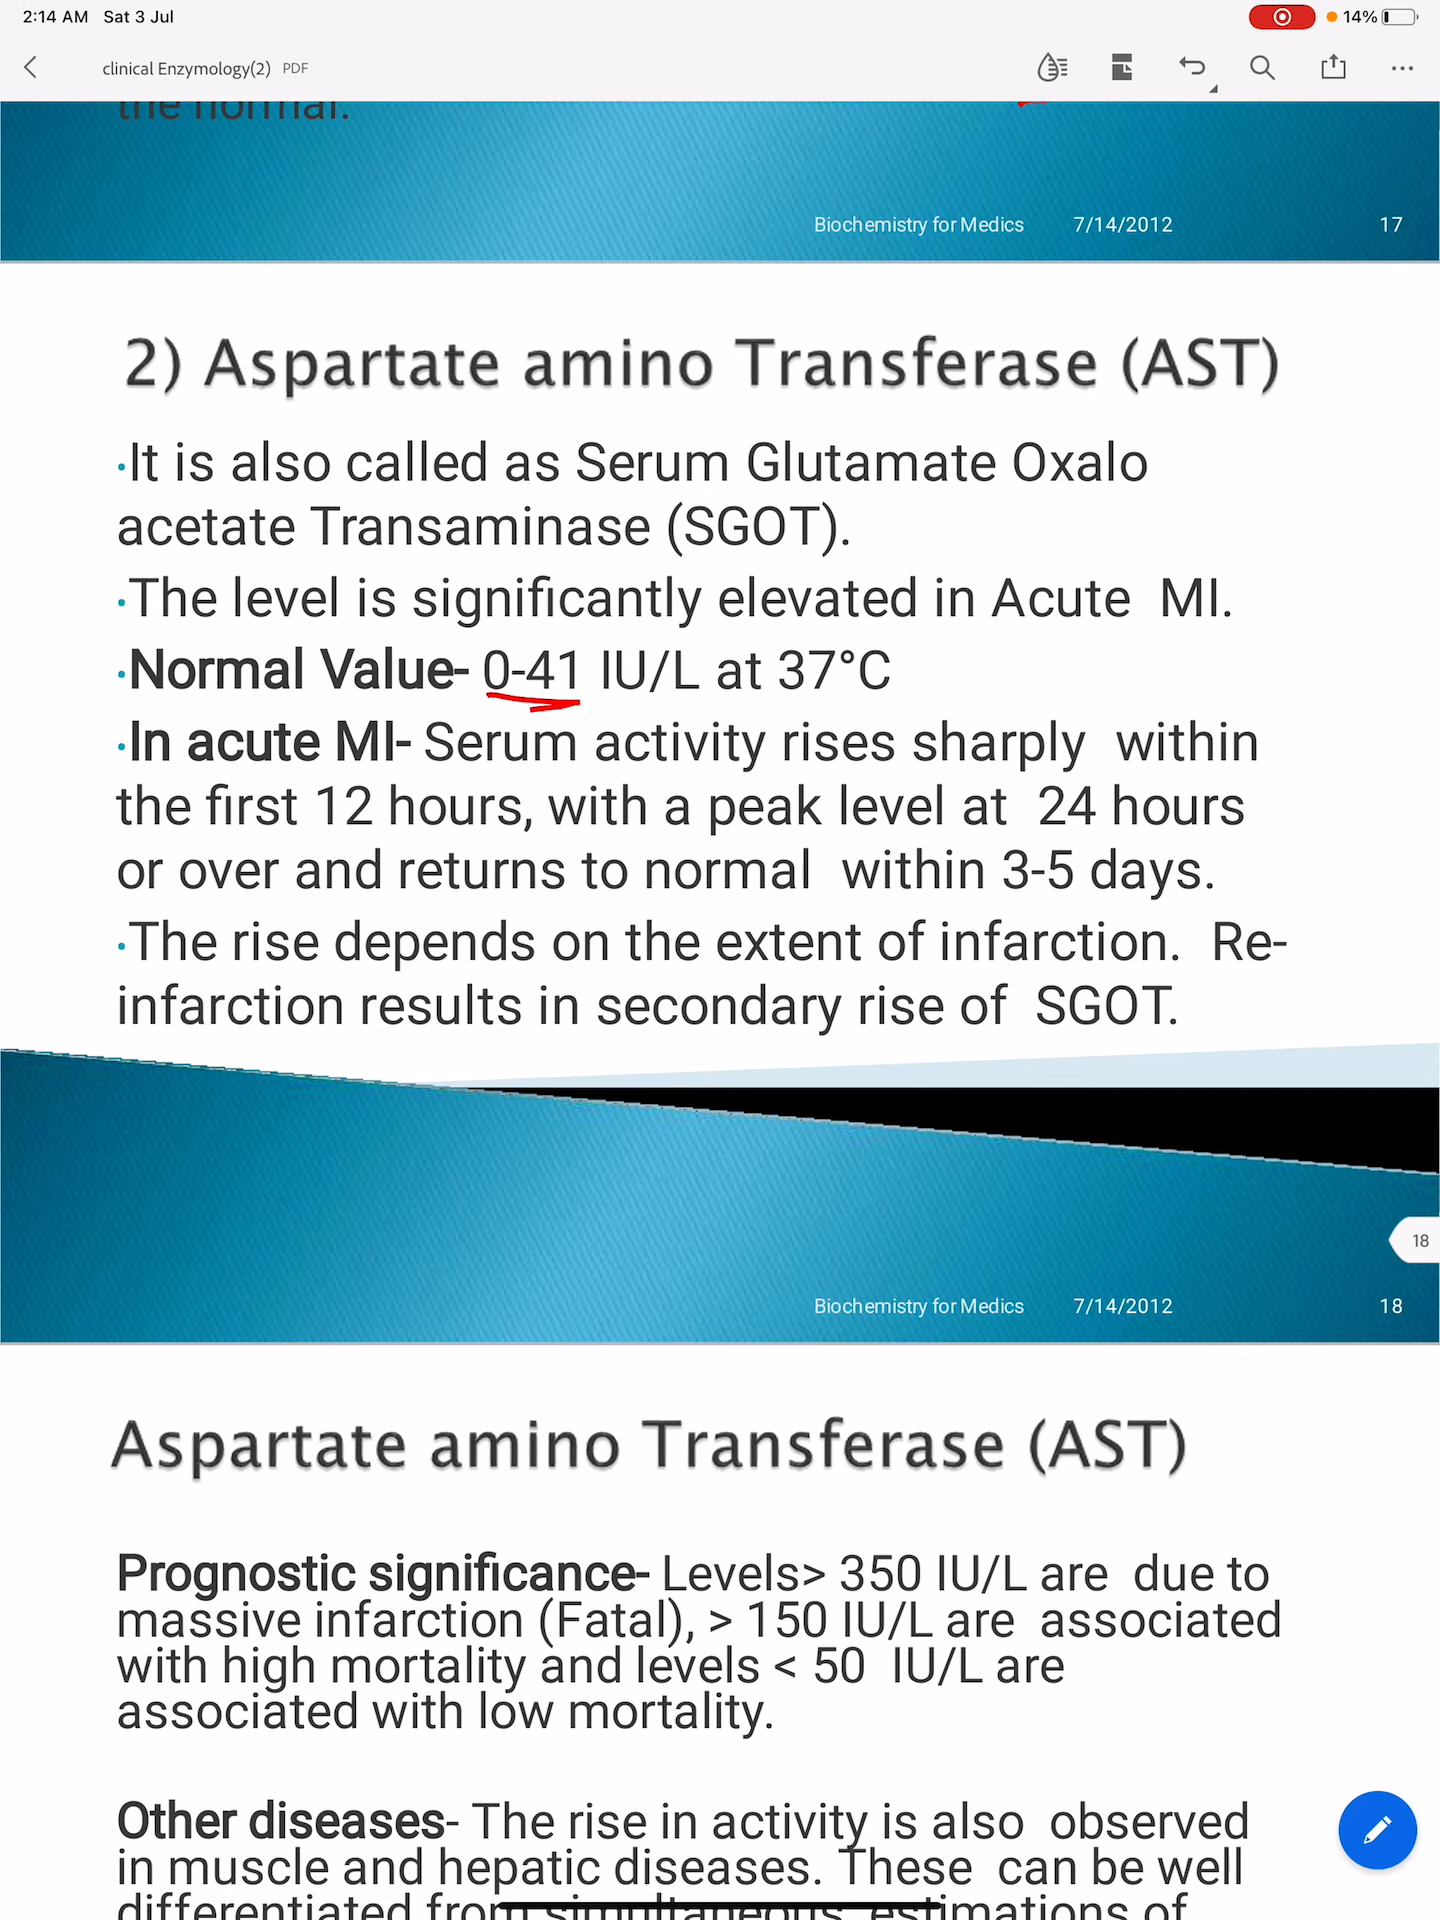 2:14 AM Sat 3 Jul
14%
clinical Enzymology(2) PDF
the normal.
Biochemistry for Medics 7/14/2012 17
2) Aspartate amino Transferase (AST)
•It is also called as Serum Glutamate Oxalo
acetate Transaminase (SGOT).
•The level is significantly elevated in Acute MI.
•Normal Value- 0-41 IU/L at 37°C
•In acute MI- Serum activity rises sharply within
the first 12 hours, with a peak level at 24 hours
or over and returns to normal within 3-5 days.
•The rise depends on the extent of infarction. Re-
infarction results in secondary rise of SGOT.
18
Biochemistry for Medics 7/14/2012 18
Aspartate amino Transferase (AST)
Prognostic significance- Levels> 350 IU/L are due to
massive infarction (Fatal), > 150 IU/L are associated
with high mortality and levels < 50 IU/L are
associated with low mortality.
Other diseases- The rise in activity is also observed
in muscle and hepatic diseases. These can be well
differentiated from simultaneous estimations of